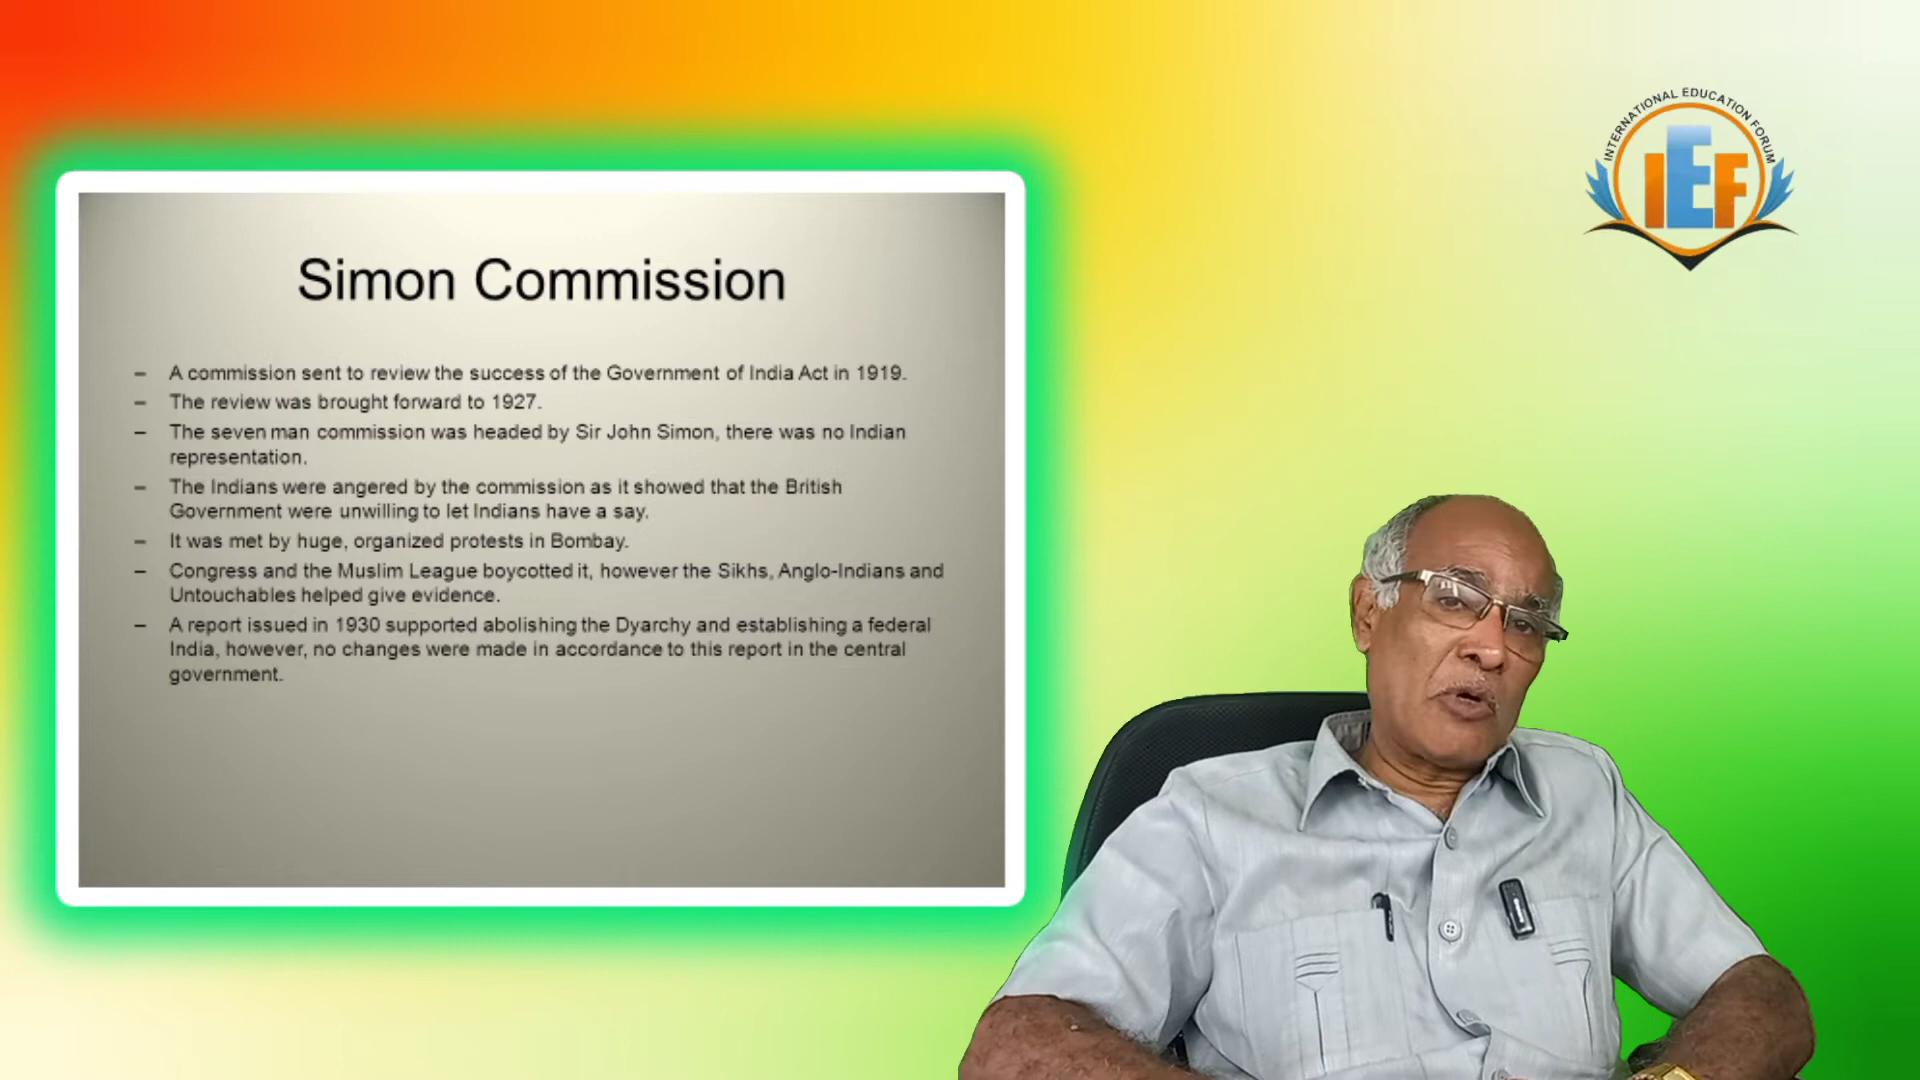 INTERNATIONAL EDUCATION FORUM
IEF
Simon Commission
– A commission sent to review the success of the Government of India Act in 1919.
– The review was brought forward to 1927.
– The seven man commission was headed by Sir John Simon, there was no Indian
representation.
– The Indians were angered by the commission as it showed that the British
Government were unwilling to let Indians have a say.
– It was met by huge, organized protests in Bombay.
– Congress and the Muslim League boycotted it, however the Sikhs, Anglo-Indians and
Untouchables helped give evidence.
– A report issued in 1930 supported abolishing the Dyarchy and establishing a federal
India, however, no changes were made in accordance to this report in the central
government.